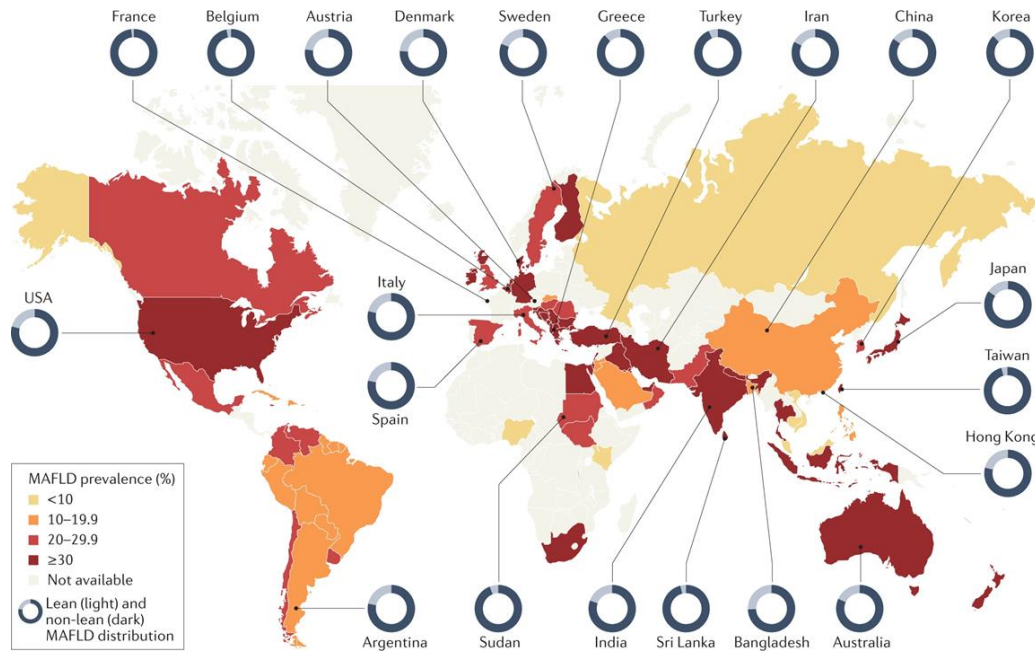 France
Belgium
Austria
Denmark
Sweden
Greece
Turkey
Iran
China
Korea
USA
Italy
Spain
Japan
Taiwan
Hong Kong
MAFLD prevalence (%)
<10
10–19.9
20–29.9
≥30
Not available
Lean (light) and
non-lean (dark)
MAFLD distribution
Argentina
Sudan
India
Sri Lanka
Bangladesh
Australia